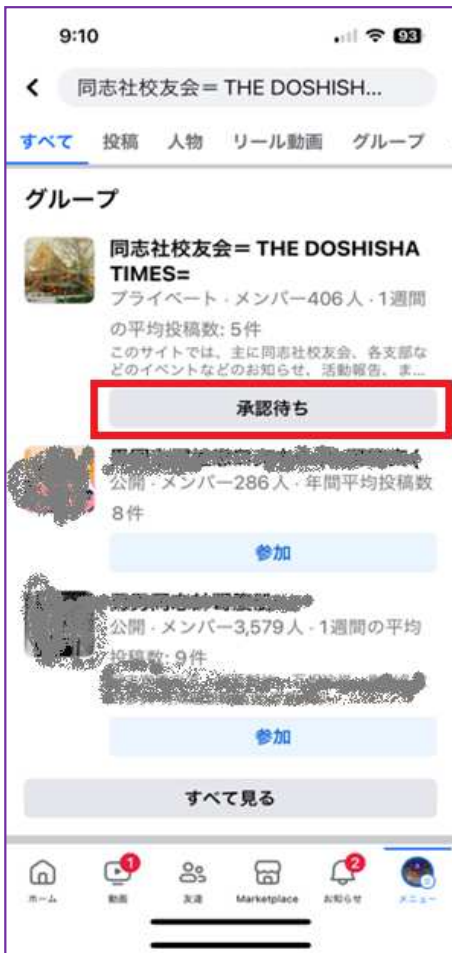 9:10
93
同志社校友会＝ THE DOSHISH...
すべて 投稿 人物 リール動画 グループ
グループ
同志社校友会＝ THE DOSHISHA
TIMES=
プライベート · メンバー406人 · 1週間
の平均投稿数: 5件
このサイトでは、主に同志社校友会、各支部な
どのイベントなどのお知らせ、活動報告、ま...
承認待ち
公開 · メンバー286人 · 年間平均投稿数
8件
参加
公開 · メンバー3,579人 · 1週間の平均
投稿数: 9件
参加
すべて見る
1 2
ホーム 動画 友達 Marketplace お知らせ メニュー